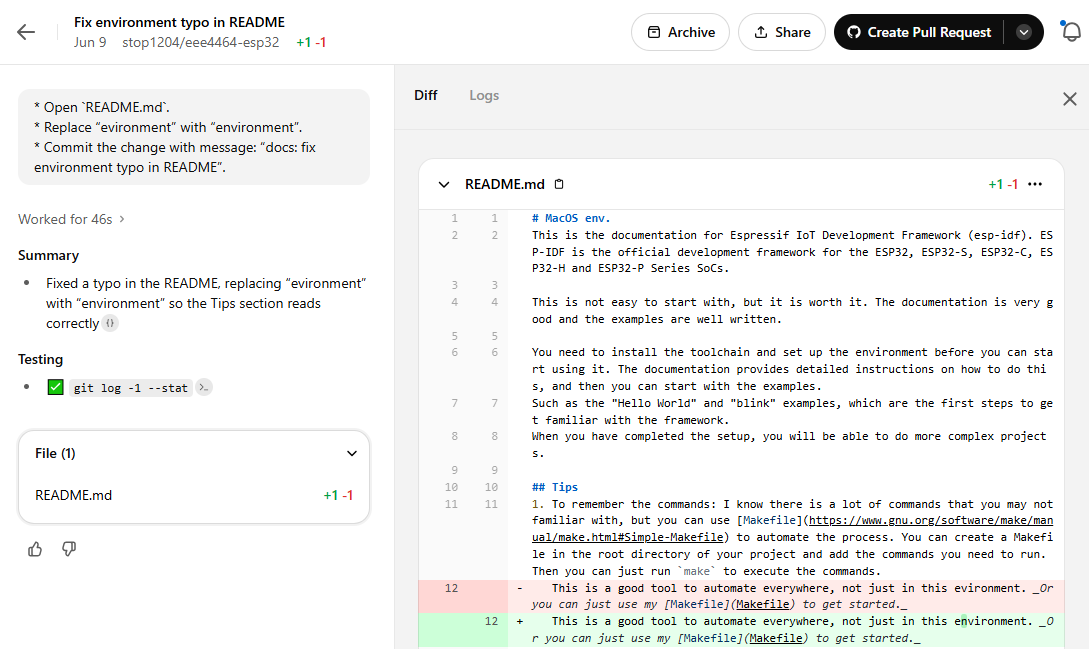 Fix environment typo in README
Jun 9 stop1204/eee4464-esp32 +1 -1
Archive
Share
Create Pull Request
* Open `README.md`.
* Replace “evironment” with “environment”.
* Commit the change with message: “docs: fix
environment typo in README”.
Worked for 46s >
Summary
• Fixed a typo in the README, replacing “evironment”
with “environment” so the Tips section reads
correctly {}
Testing
• ✅ git log -1 --stat >_
File (1)
README.md +1 -1
Diff Logs
README.md +1 -1 •••
1 1 # MacOS env.
2 2 This is the documentation for Espressif IoT Development Framework (esp-idf). ES
P-IDF is the official development framework for the ESP32, ESP32-S, ESP32-C, ES
P32-H and ESP32-P Series SoCs.
3 3
4 4 This is not easy to start with, but it is worth it. The documentation is very g
ood and the examples are well written.
5 5
6 6 You need to install the toolchain and set up the environment before you can sta
rt using it. The documentation provides detailed instructions on how to do thi
s, and then you can start with the examples.
7 7 Such as the "Hello World" and "blink" examples, which are the first steps to ge
t familiar with the framework.
8 8 When you have completed the setup, you will be able to do more complex project
s.
9 9
10 10 ## Tips
11 11 1. To remember the commands: I know there is a lot of commands that you may not
familiar with, but you can use [Makefile](https://www.gnu.org/software/make/man
ual/make.html#Simple-Makefile) to automate the process. You can create a Makefi
le in the root directory of your project and add the commands you need to run.
Then you can just run `make` to execute the commands.
12 - This is a good tool to automate everywhere, not just in this evironment. _Or
you can just use my [Makefile](Makefile) to get started._
12 + This is a good tool to automate everywhere, not just in this environment. _O
r you can just use my [Makefile](Makefile) to get started._